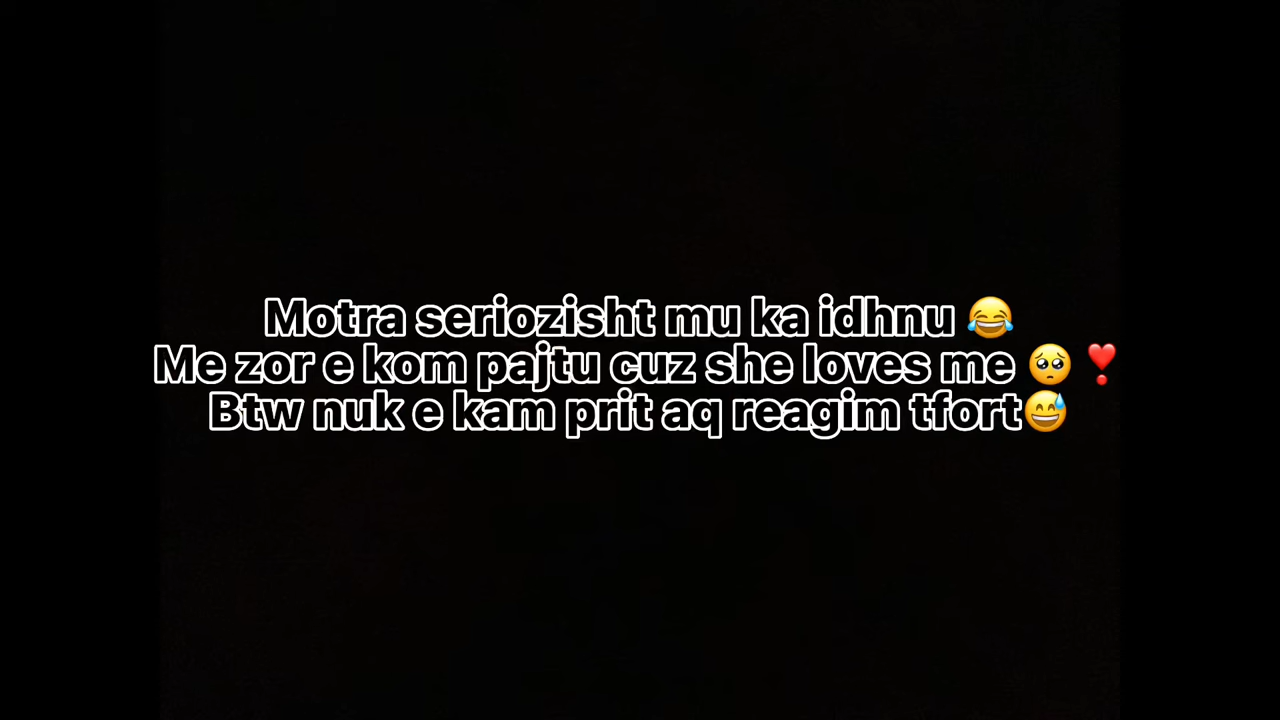 Motra seriozisht mu ka idhnu 😂
Me zor e kom pajtu cuz she loves me 🥺❣️
Btw nuk e kam prit aq reagim tfort😅